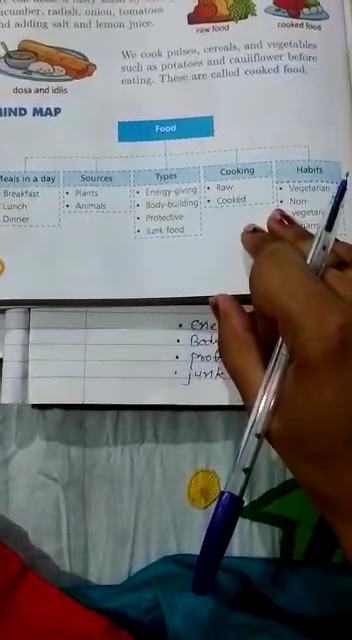 cucumber, radish, onion, tomatoes
and adding salt and lemon juice.
raw food
cooked food
We cook pulses, cereals, and vegetables
such as potatoes and cauliflower before
eating. These are called cooked food.
dosa and idlis
MIND MAP
Food
Meals in a day
Breakfast
Lunch
Dinner
Sources
• Plants
• Animals
Types
• Energy-giving
• Body-building
• Protective
• Junk food
Cooking
• Raw
• Cooked
Habits
• Vegetarian
• Non-
• ene
• Body
• prot
• junk